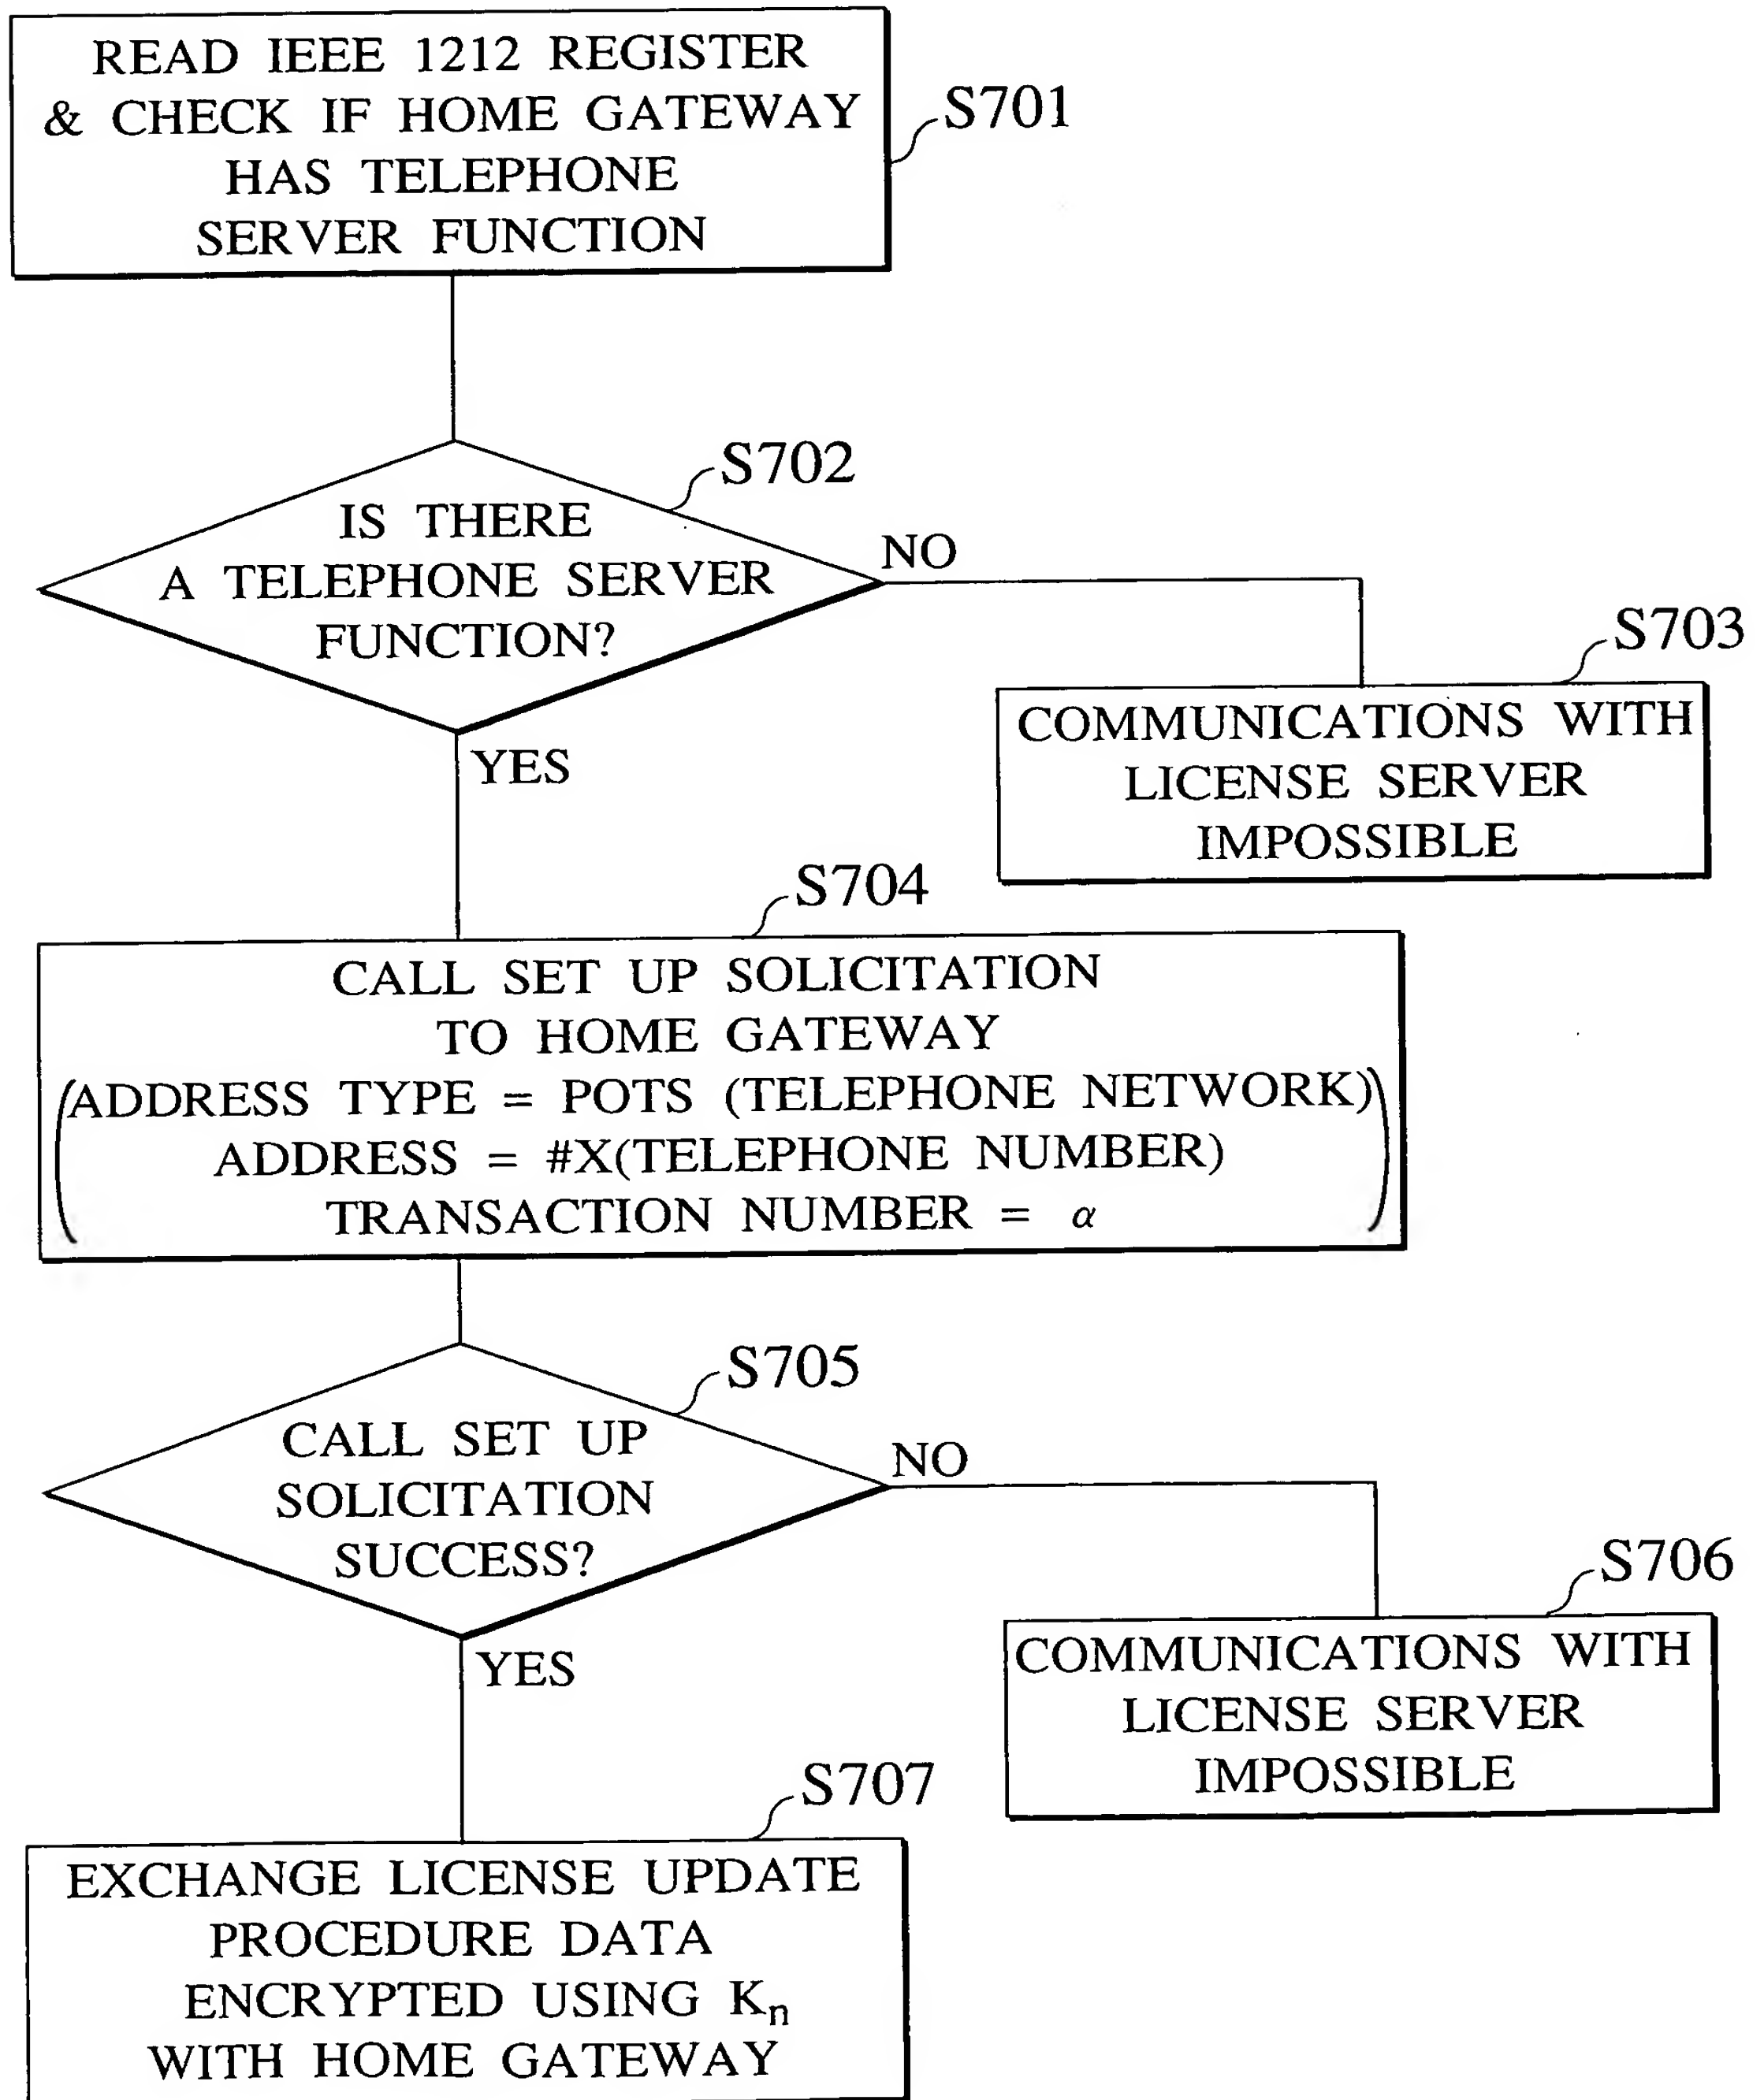 READ IEEE 1212 REGISTER
& CHECK IF HOME GATEWAY
HAS TELEPHONE
SERVER FUNCTION
S701
S702
IS THERE
A TELEPHONE SERVER
FUNCTION?
NO
YES
S703
COMMUNICATIONS WITH
LICENSE SERVER
IMPOSSIBLE
S704
CALL SET UP SOLICITATION
TO HOME GATEWAY
(ADDRESS TYPE = POTS (TELEPHONE NETWORK)
ADDRESS = #X(TELEPHONE NUMBER)
TRANSACTION NUMBER = α)
S705
CALL SET UP
SOLICITATION
SUCCESS?
NO
YES
S706
COMMUNICATIONS WITH
LICENSE SERVER
IMPOSSIBLE
S707
EXCHANGE LICENSE UPDATE
PROCEDURE DATA
ENCRYPTED USING Kn
WITH HOME GATEWAY